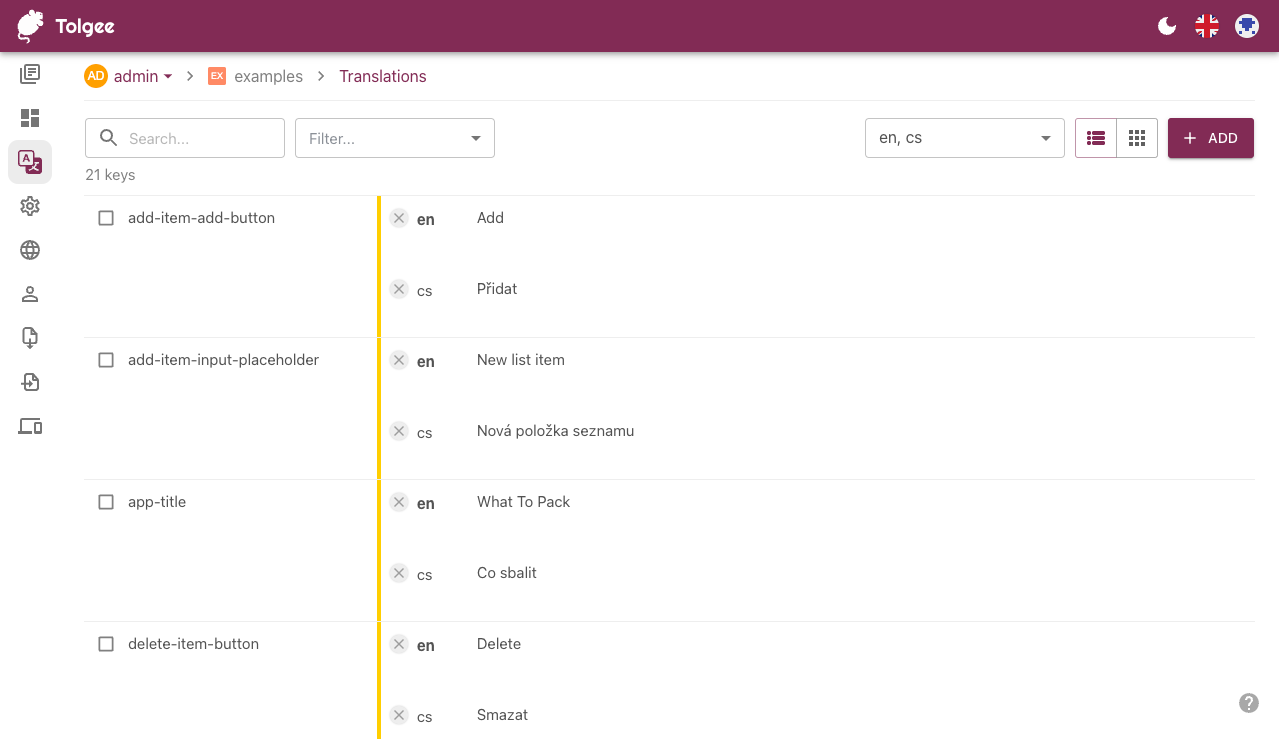 Tolgee
AD admin EX examples Translations
Search... Filter... en, cs ADD
21 keys
add-item-add-button en Add
cs Přidat
add-item-input-placeholder en New list item
cs Nová položka seznamu
app-title en What To Pack
cs Co sbalit
delete-item-button en Delete
cs Smazat